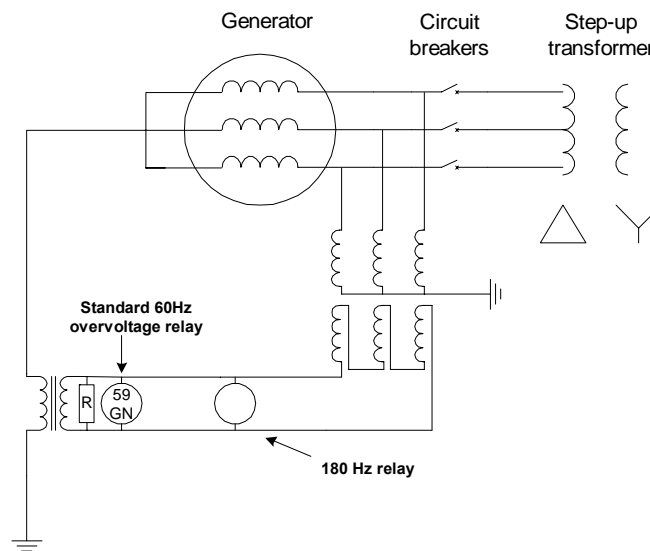 Generator
Circuit
breakers
Step-up
transformer
Standard 60Hz
overvoltage relay
R
59
GN
180 Hz relay